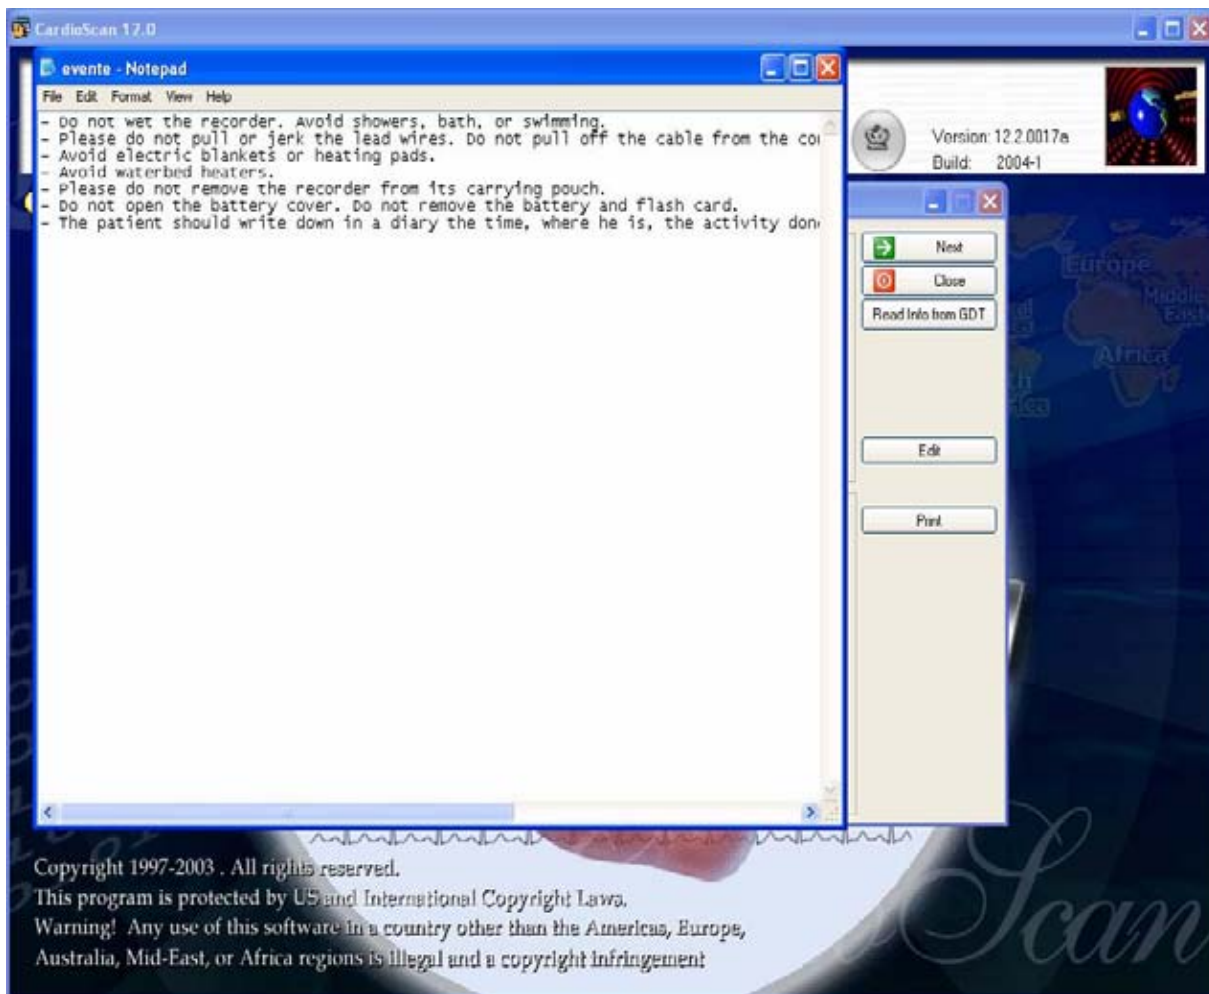 CardioScan 12.0
evente - Notepad
File Edit Format View Help
- Do not wet the recorder. Avoid showers, bath, or swimming.
- Please do not pull or jerk the lead wires. Do not pull off the cable from the
- Avoid electric blankets or heating pads.
- Avoid waterbed heaters.
- Please do not remove the recorder from its carrying pouch.
- Do not open the battery cover. Do not remove the battery and flash card.
- The patient should write down in a diary the time, where he is, the activity
Version: 12.2.0017a
Build: 2004-1
Next
Close
Read Info from GDT
Edit
Print
Europe
Middle
East
Africa
Copyright 1997-2003 . All rights reserved.
This program is protected by US and International Copyright Laws.
Warning! Any use of this software in a country other than the Americas, Europe,
Australia, Mid-East, or Africa regions is illegal and a copyright infringement
Scan